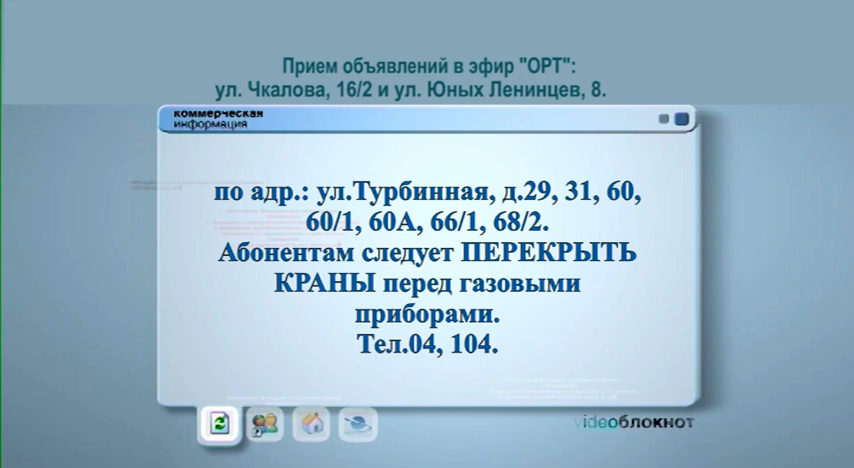 Прием объявлений в эфир "ОРТ":
ул. Чкалова, 16/2 и ул. Юных Ленинцев, 8.
коммерческая
информация
по адр.: ул.Турбинная, д.29, 31, 60,
60/1, 60А, 66/1, 68/2.
Абонентам следует ПЕРЕКРЫТЬ
КРАНЫ перед газовыми
приборами.
Тел.04, 104.
videoблокнот